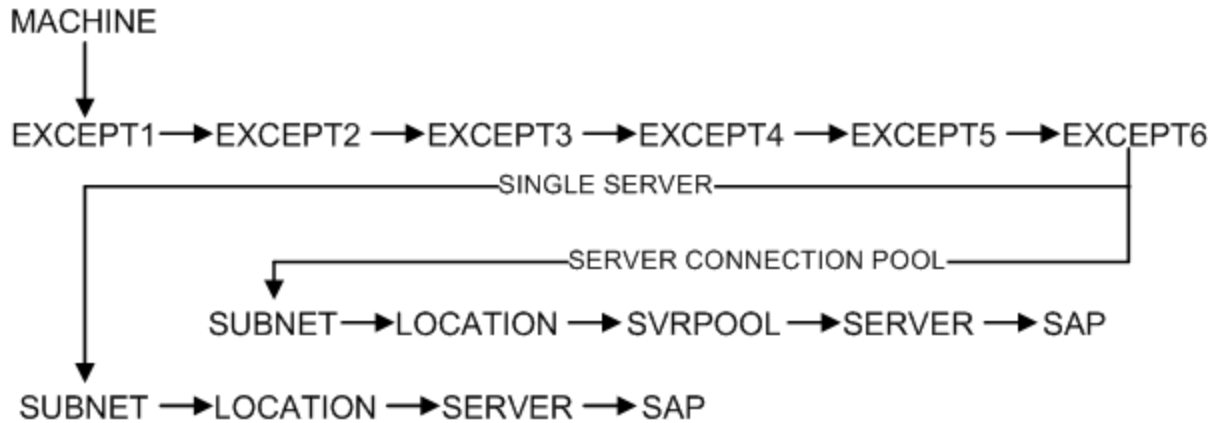 MACHINE
EXCEPT1 EXCEPT2 EXCEPT3 EXCEPT4 EXCEPT5 EXCEPT6
SINGLE SERVER
SERVER CONNECTION POOL
SUBNET LOCATION SVRPOOL SERVER SAP
SUBNET LOCATION SERVER SAP